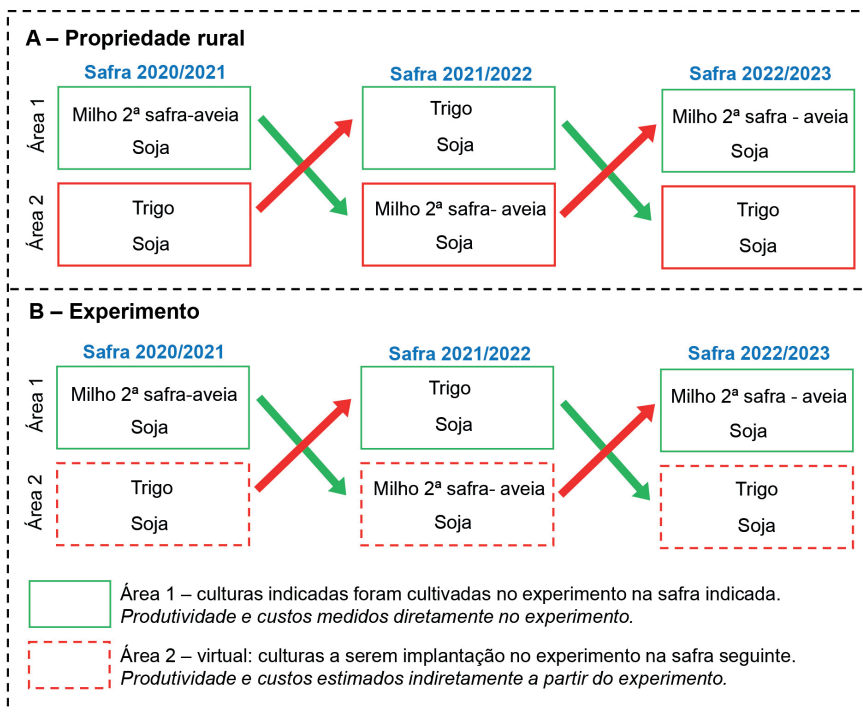 A – Propriedade rural
Safra 2020/2021
Safra 2021/2022
Safra 2022/2023
Área 1
Milho 2ª safra-aveia
Soja
Trigo
Soja
Milho 2ª safra - aveia
Soja
Área 2
Trigo
Soja
Milho 2ª safra- aveia
Soja
Trigo
Soja
B – Experimento
Safra 2020/2021
Safra 2021/2022
Safra 2022/2023
Área 1
Milho 2ª safra-aveia
Soja
Trigo
Soja
Milho 2ª safra - aveia
Soja
Área 2
Trigo
Soja
Milho 2ª safra- aveia
Soja
Trigo
Soja
Área 1 – culturas indicadas foram cultivadas no experimento na safra indicada.
Produtividade e custos medidos diretamente no experimento.
Área 2 – virtual: culturas a serem implantação no experimento na safra seguinte.
Produtividade e custos estimados indiretamente a partir do experimento.